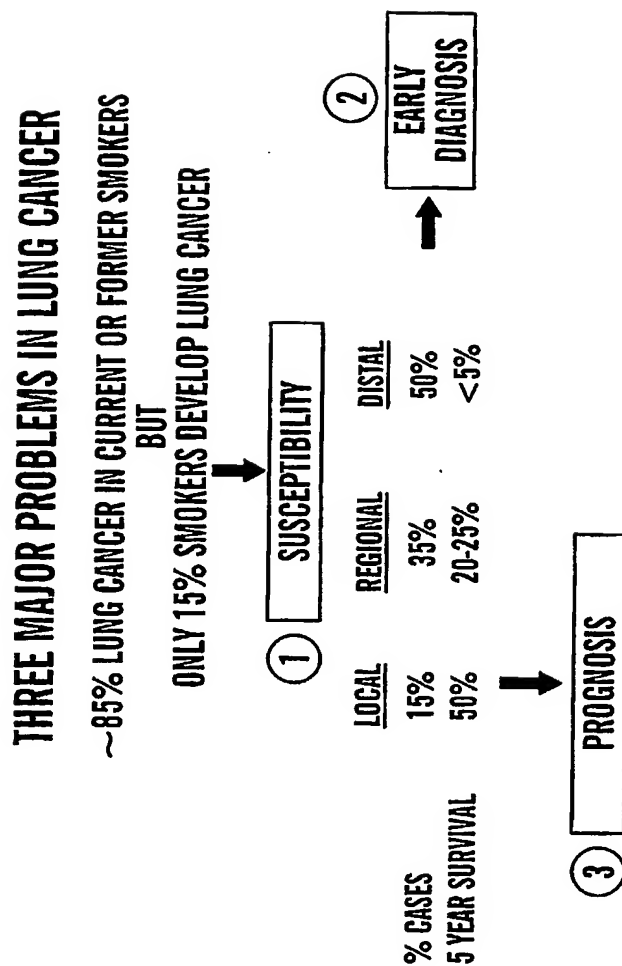 THREE MAJOR PROBLEMS IN LUNG CANCER
~85% LUNG CANCER IN CURRENT OR FORMER SMOKERS
BUT
ONLY 15% SMOKERS DEVELOP LUNG CANCER
1 SUSCEPTIBILITY
LOCAL REGIONAL DISTAL
% CASES 15% 35% 50%
5 YEAR SURVIVAL 50% 20-25% <5%
2
EARLY
DIAGNOSIS
3 PROGNOSIS